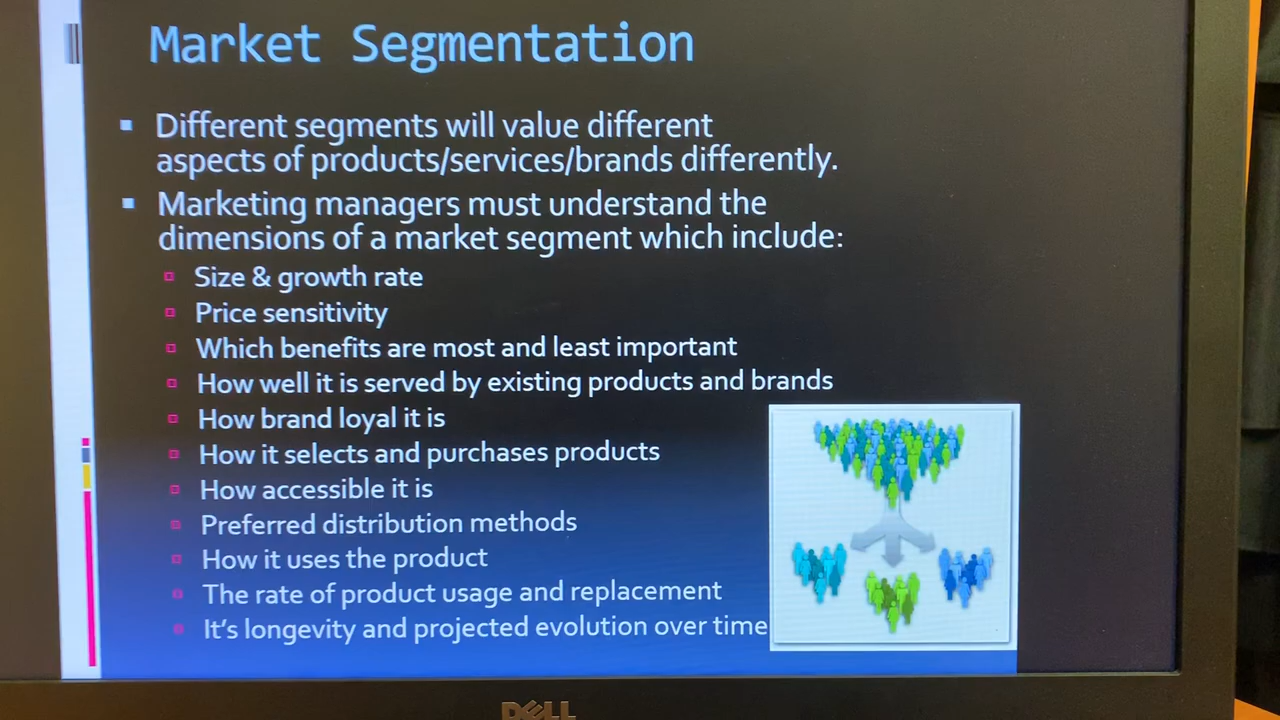 Market Segmentation
Different segments will value different
aspects of products/services/brands differently.
Marketing managers must understand the
dimensions of a market segment which include:
Size & growth rate
Price sensitivity
Which benefits are most and least important
How well it is served by existing products and brands
How brand loyal it is
How it selects and purchases products
How accessible it is
Preferred distribution methods
How it uses the product
The rate of product usage and replacement
It's longevity and projected evolution over time
DELL